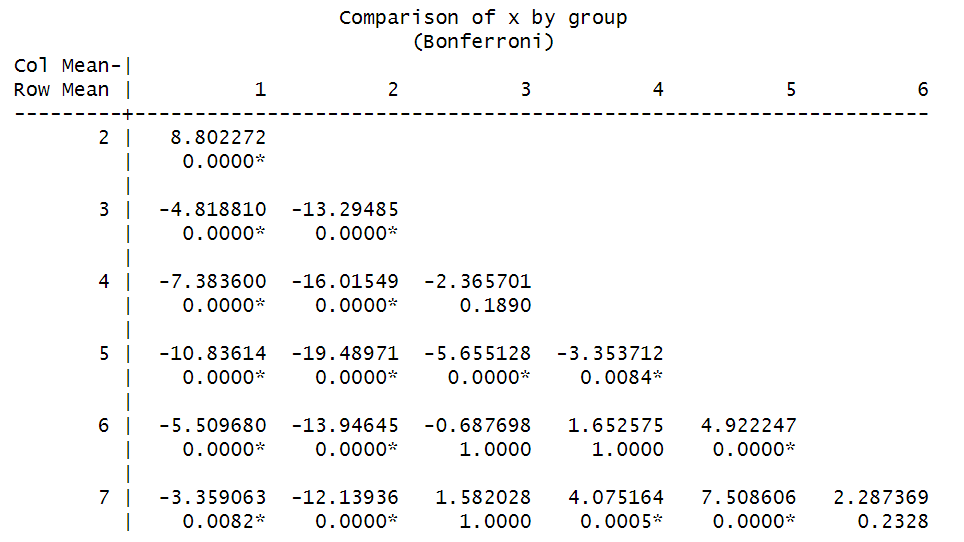 Comparison of x by group
(Bonferroni)
Col Mean-|
Row Mean |          1          2          3          4          5          6
---------+------------------------------------------------------------------
       2 |   8.802272
         |    0.0000*
         |
       3 |  -4.818810  -13.29485
         |    0.0000*    0.0000*
         |
       4 |  -7.383600  -16.01549  -2.365701
         |    0.0000*    0.0000*     0.1890
         |
       5 |  -10.83614  -19.48971  -5.655128  -3.353712
         |    0.0000*    0.0000*    0.0000*    0.0084*
         |
       6 |  -5.509680  -13.94645  -0.687698   1.652575   4.922247
         |    0.0000*    0.0000*     1.0000     1.0000    0.0000*
         |
       7 |  -3.359063  -12.13936   1.582028   4.075164   7.508606   2.287369
         |    0.0082*    0.0000*     1.0000    0.0005*    0.0000*     0.2328